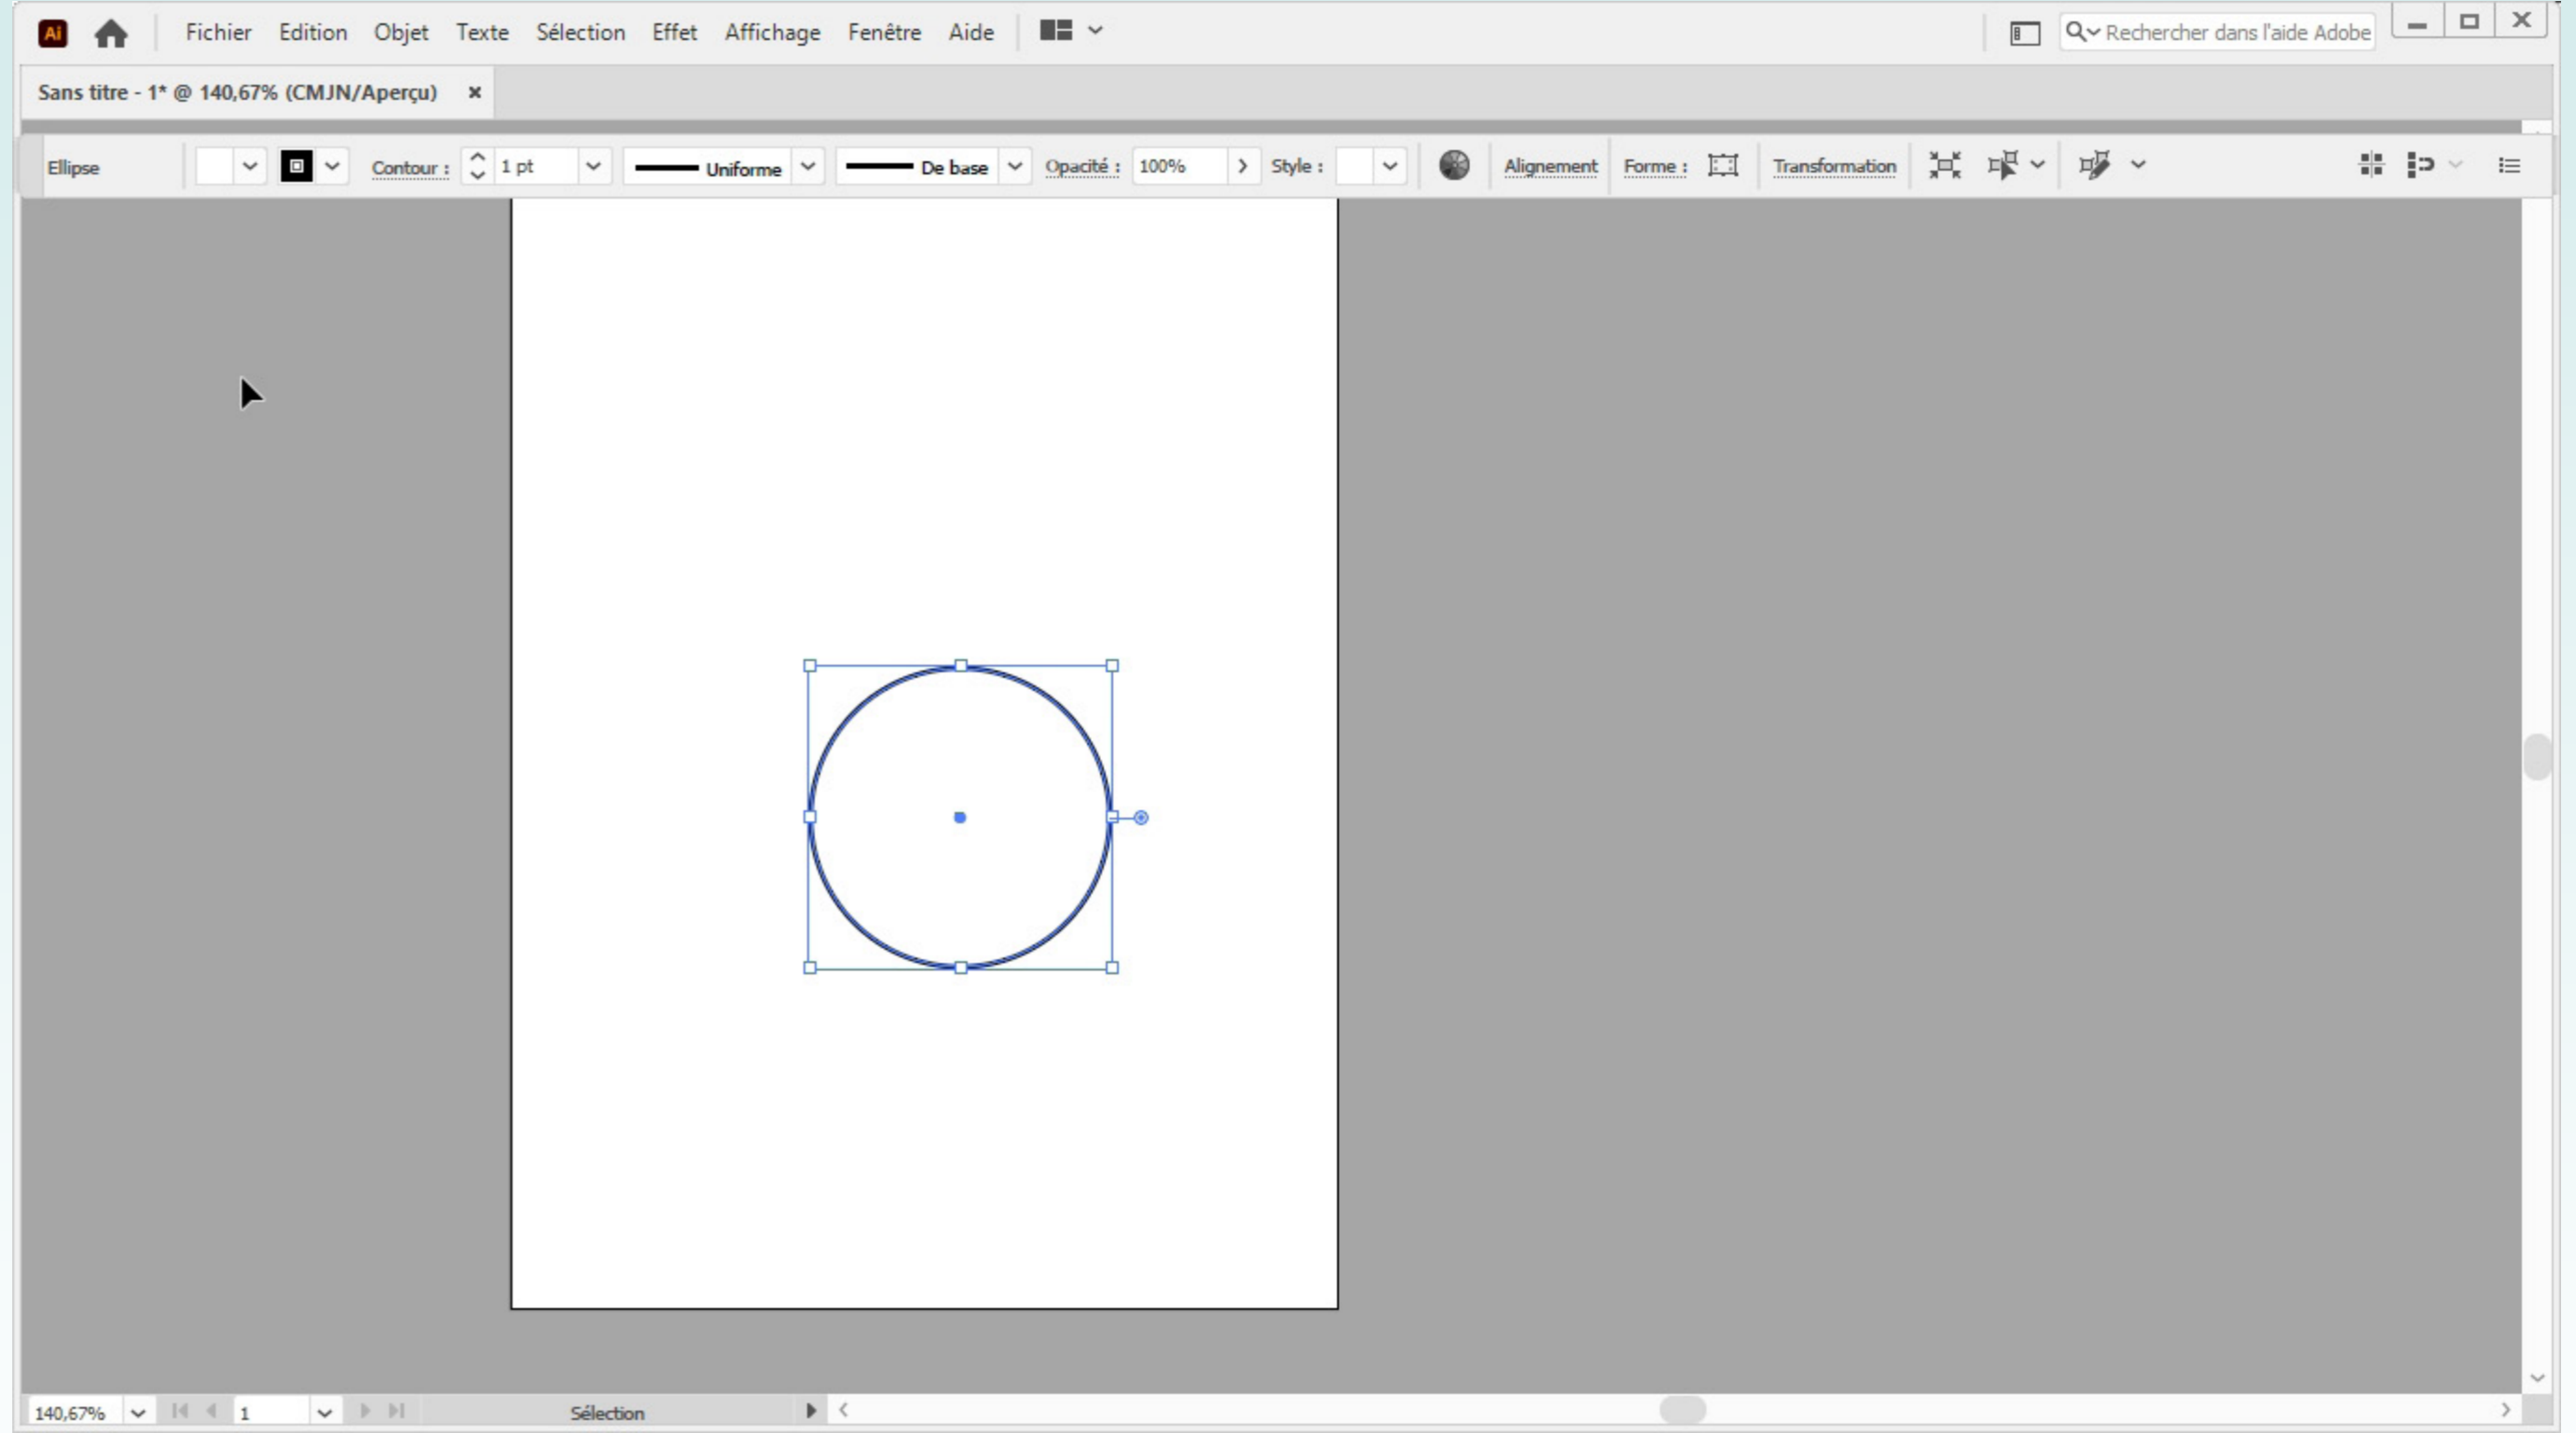 Ai Fichier Edition Objet Texte Sélection Effet Affichage Fenêtre Aide Rechercher dans l'aide Adobe
Sans titre - 1* @ 140,67% (CMJN/Aperçu) ×
Ellipse Contour : 1 pt Uniforme De base Opacité : 100% Style : Alignement Forme : Transformation
140,67% 1 Sélection